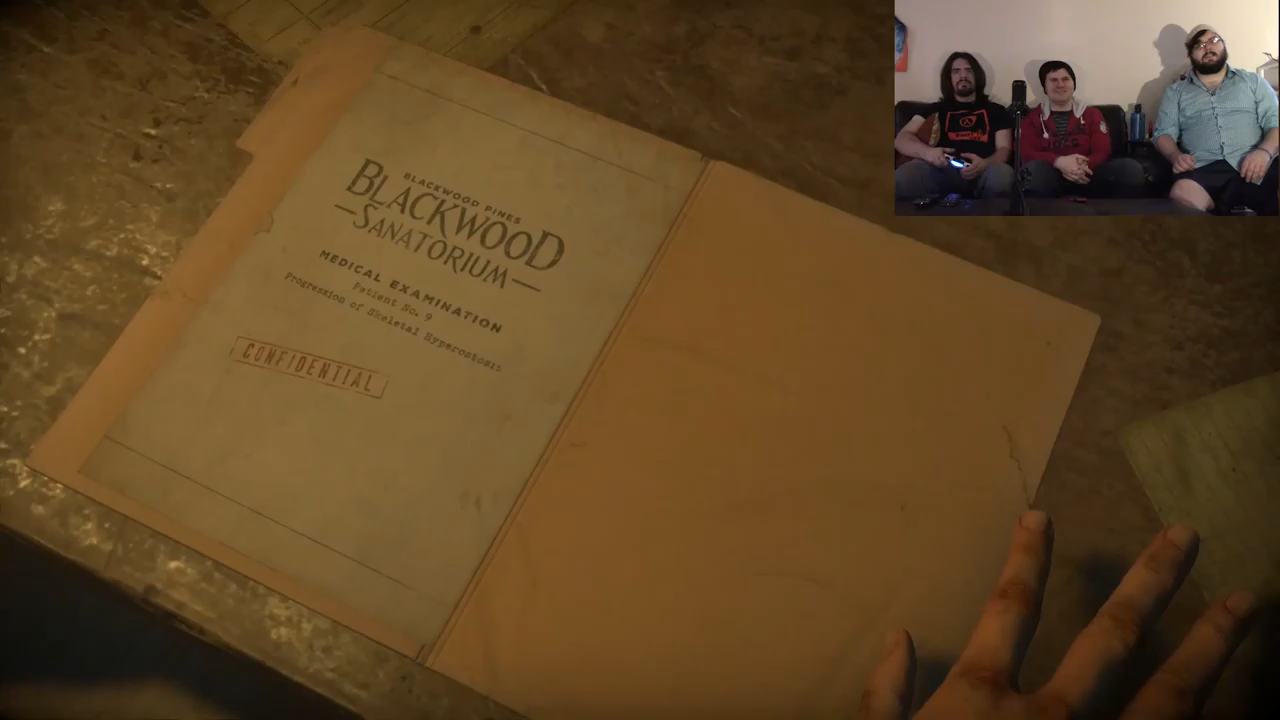 BLACKWOOD PINES
BLACKWOOD
SANATORIUM
MEDICAL EXAMINATION
Patient No. 9
Progression of Skeletal Hyperostosis
CONFIDENTIAL